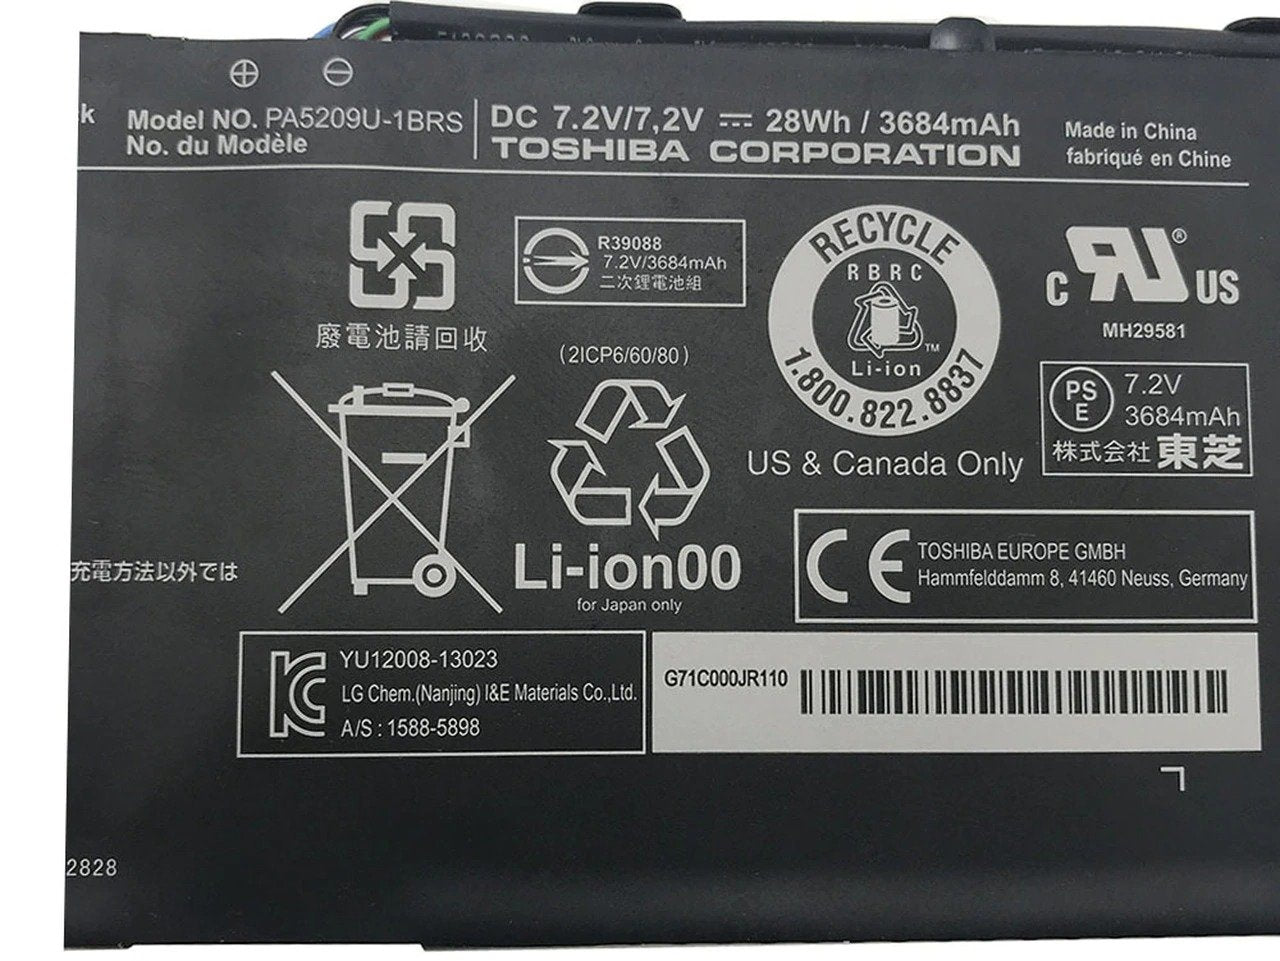 k
Model NO. PA5209U-1BRS
No. du Modèle
DC 7.2V/7,2V 28Wh / 3684mAh
TOSHIBA CORPORATION
Made in China
fabriqué en Chine
廢電池請回收
R39088
7.2V/3684mAh
二次鋰電池組
(2ICP6/60/80)
RECYCLE
RBRC
TM
Li-ion
1.800.822.8837
US & Canada Only
C RU ® US
MH29581
PS
E
7.2V
3684mAh
株式会社 東芝
充電方法以外では
Li-ion00
for Japan only
CE
TOSHIBA EUROPE GMBH
Hammfelddamm 8, 41460 Neuss, Germany
YU12008-13023
LG Chem.(Nanjing) I&E Materials Co.,Ltd.
A/S : 1588-5898
G71C000JR110
2828